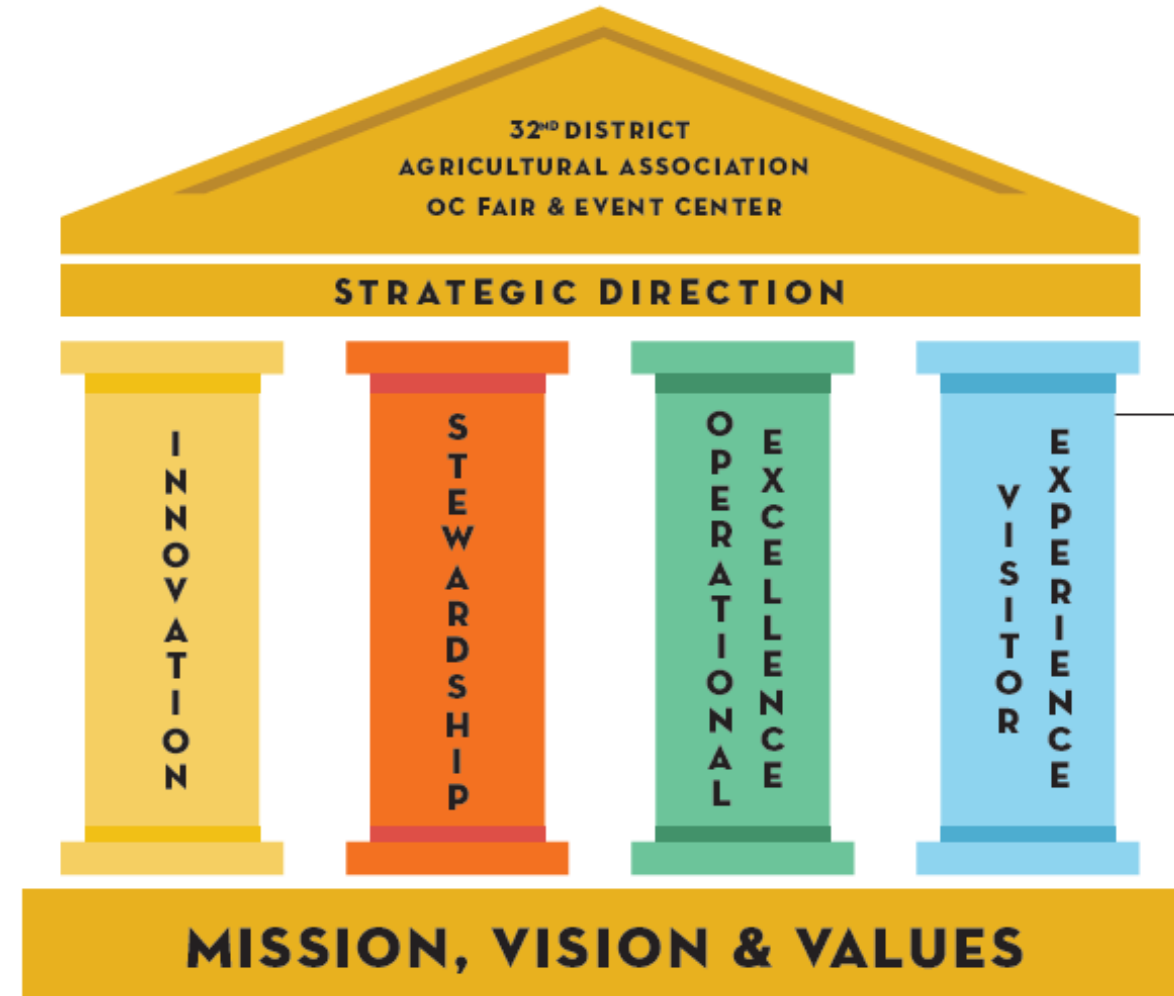 32ND DISTRICT
AGRICULTURAL ASSOCIATION
OC FAIR & EVENT CENTER
STRATEGIC DIRECTION
INNOVATION
STEWARDSHIP
OPERATIONAL
EXCELLENCE
VISITOR
EXPERIENCE
MISSION, VISION & VALUES